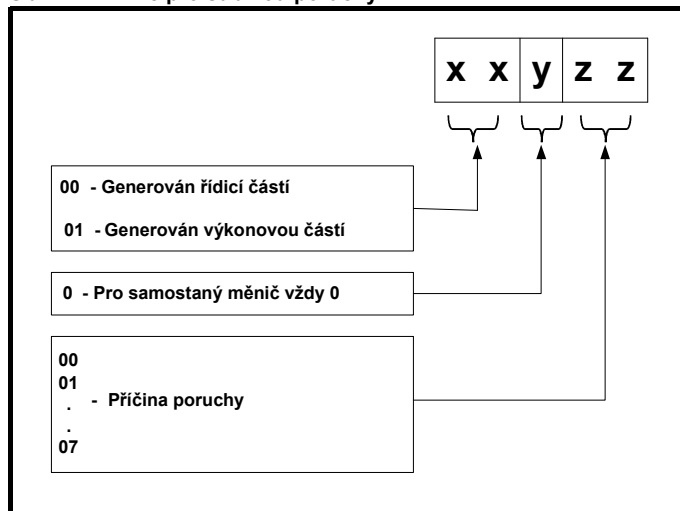 x x y z z
00 - Generován řídicí částí
01 - Generován výkonovou částí
0 - Pro samostaný měnič vždy 0
00
01
.
- Příčina poruchy
.
07